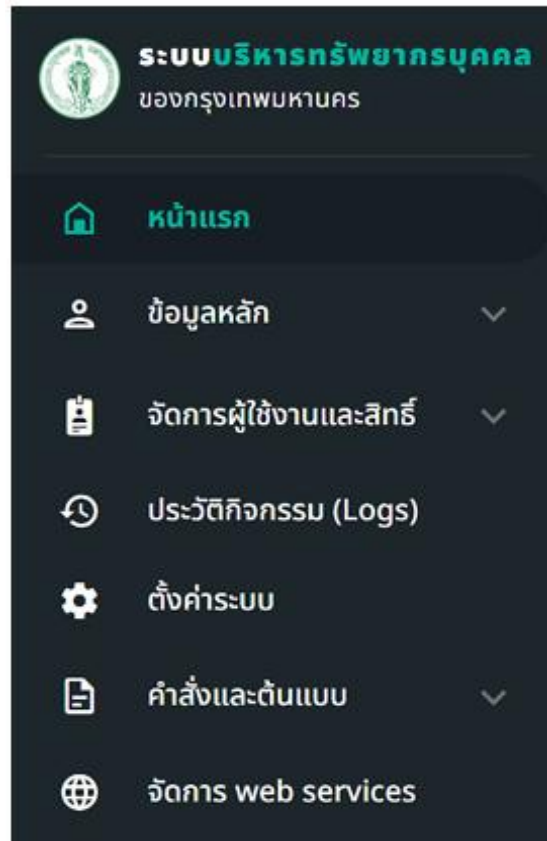 ระบบบริหารทรัพยากรบุคคล
ของกรุงเทพมหานคร
หน้าแรก
ข้อมูลหลัก
จัดการผู้ใช้งานและสิทธิ์
ประวัติกิจกรรม (Logs)
ตั้งค่าระบบ
คำสั่งและต้นแบบ
จัดการ web services